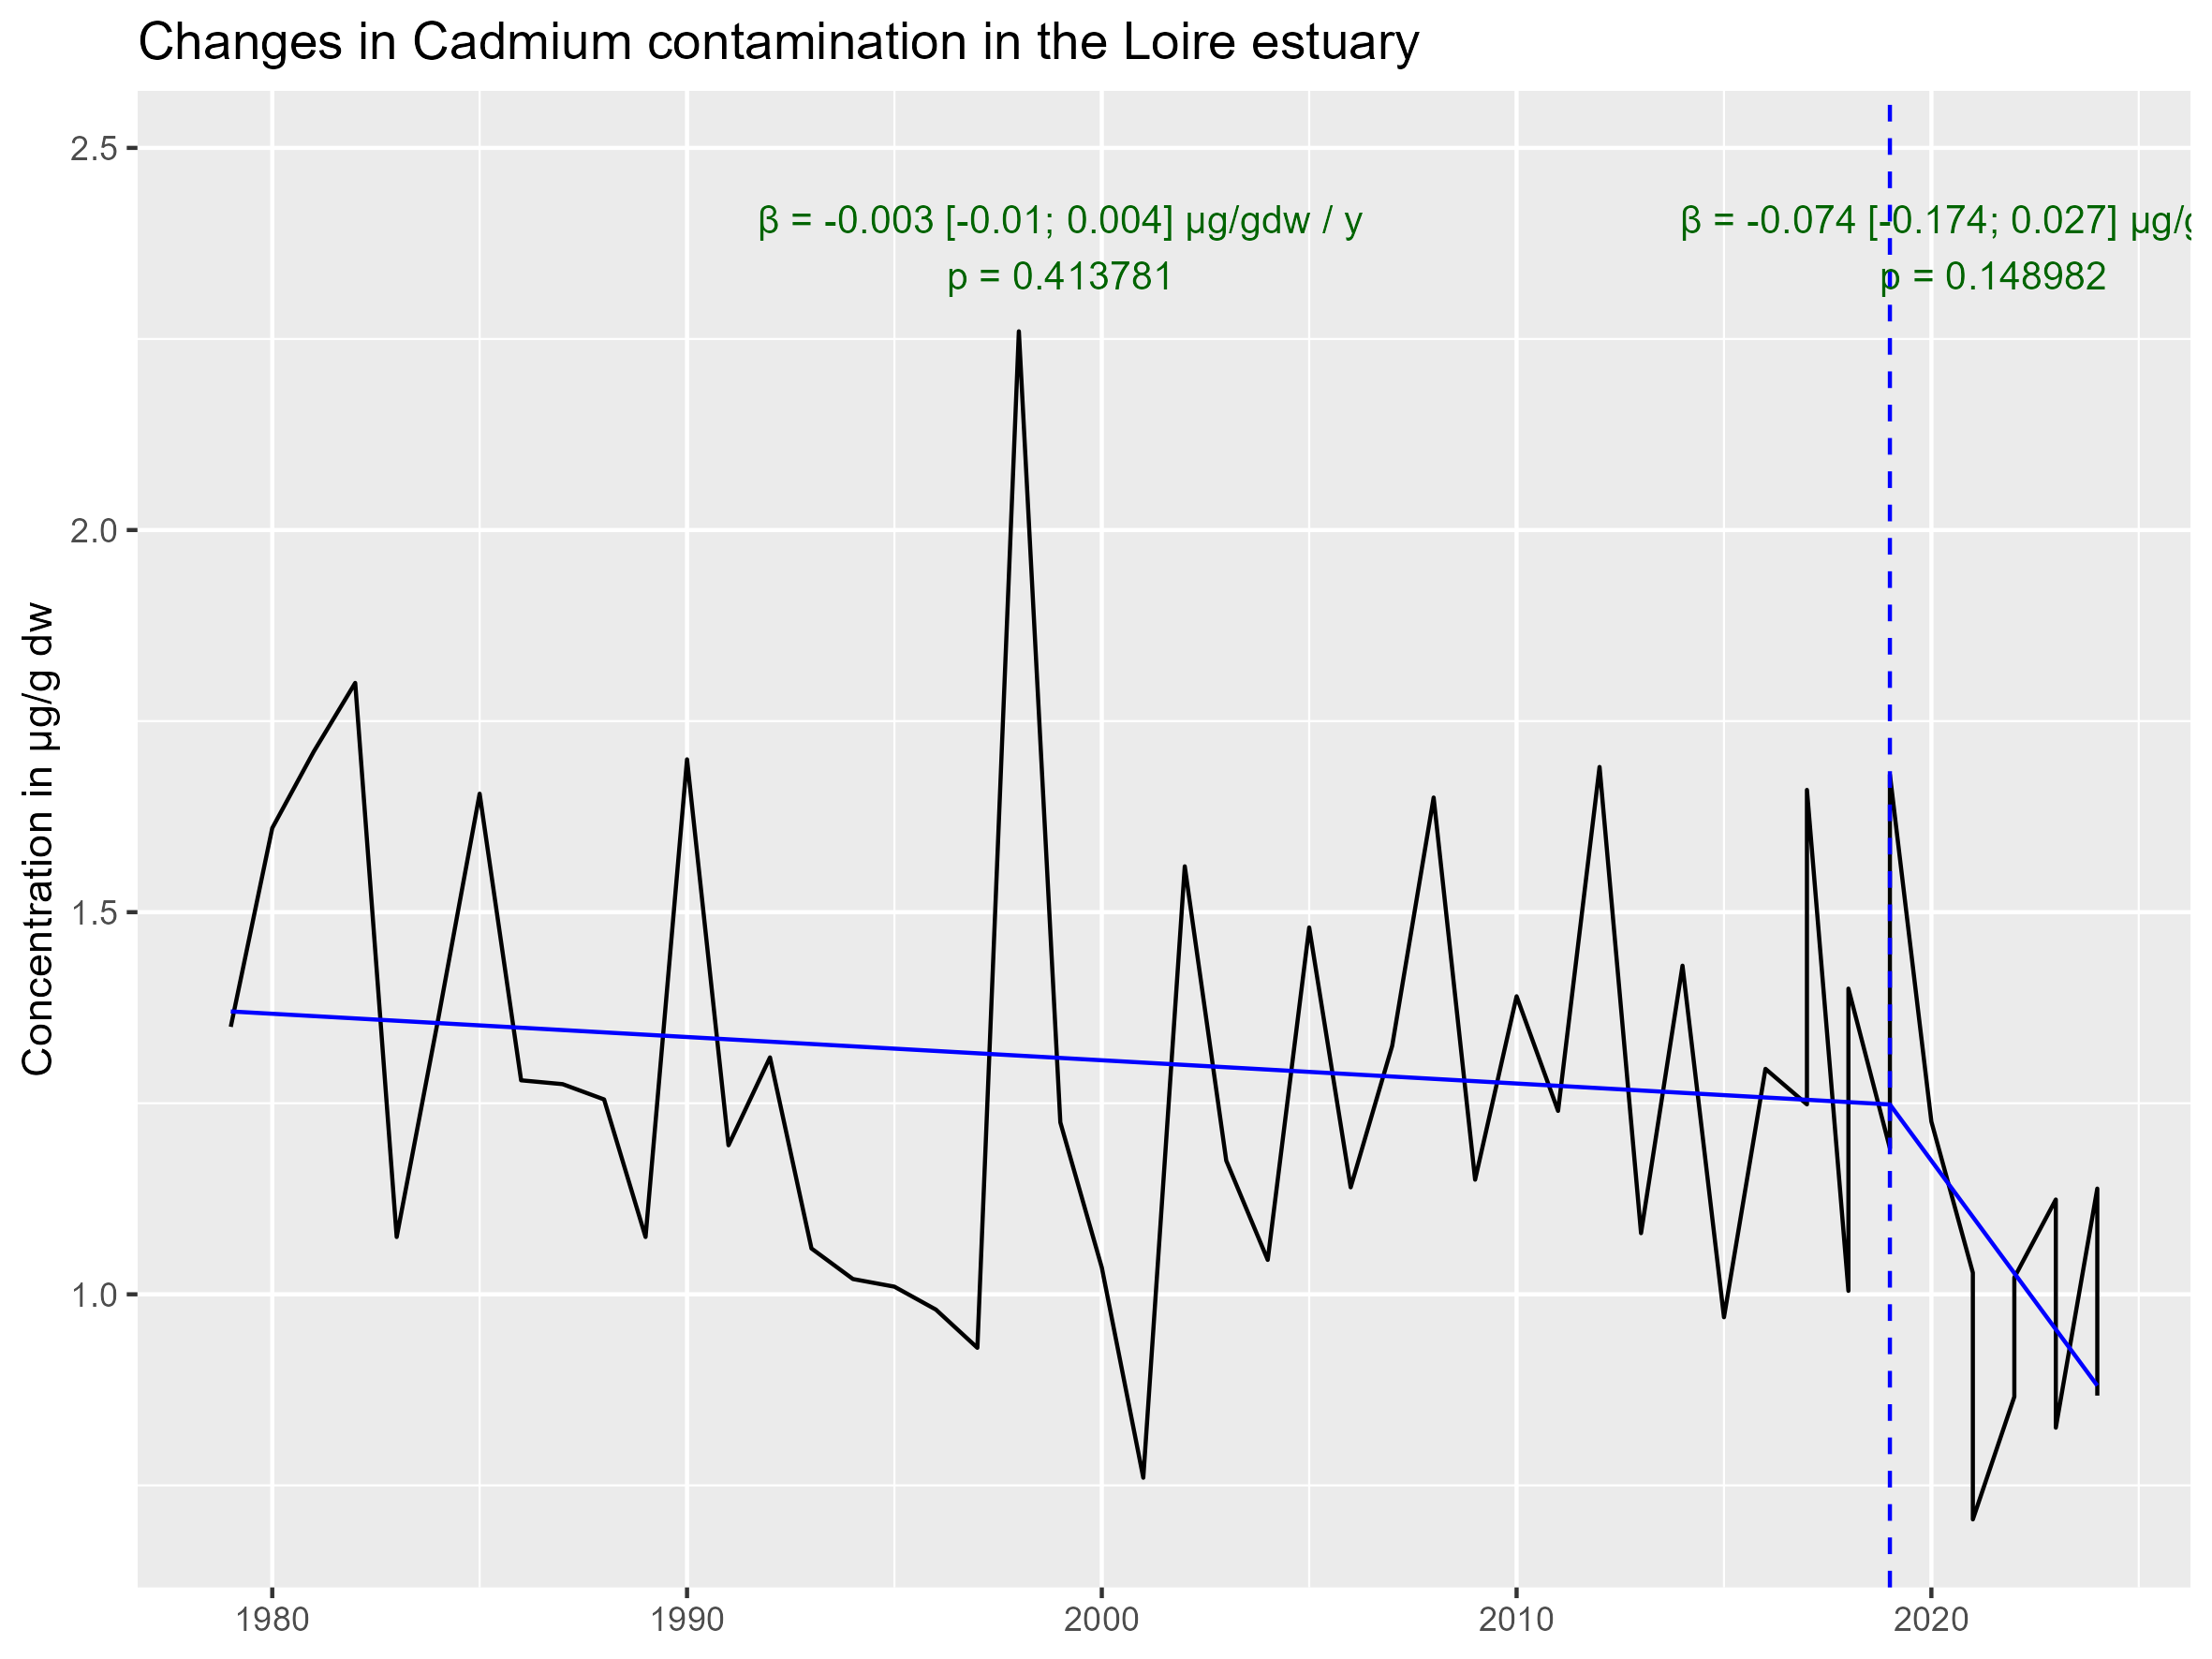 Changes in Cadmium contamination in the Loire estuary
Concentration in µg/g dw
2.5
2.0
1.5
1.0
β = -0.003 [-0.01; 0.004] µg/gdw / y
p = 0.413781
β = -0.074 [-0.174; 0.027] µg/g
p = 0.148982
1980
1990
2000
2010
2020